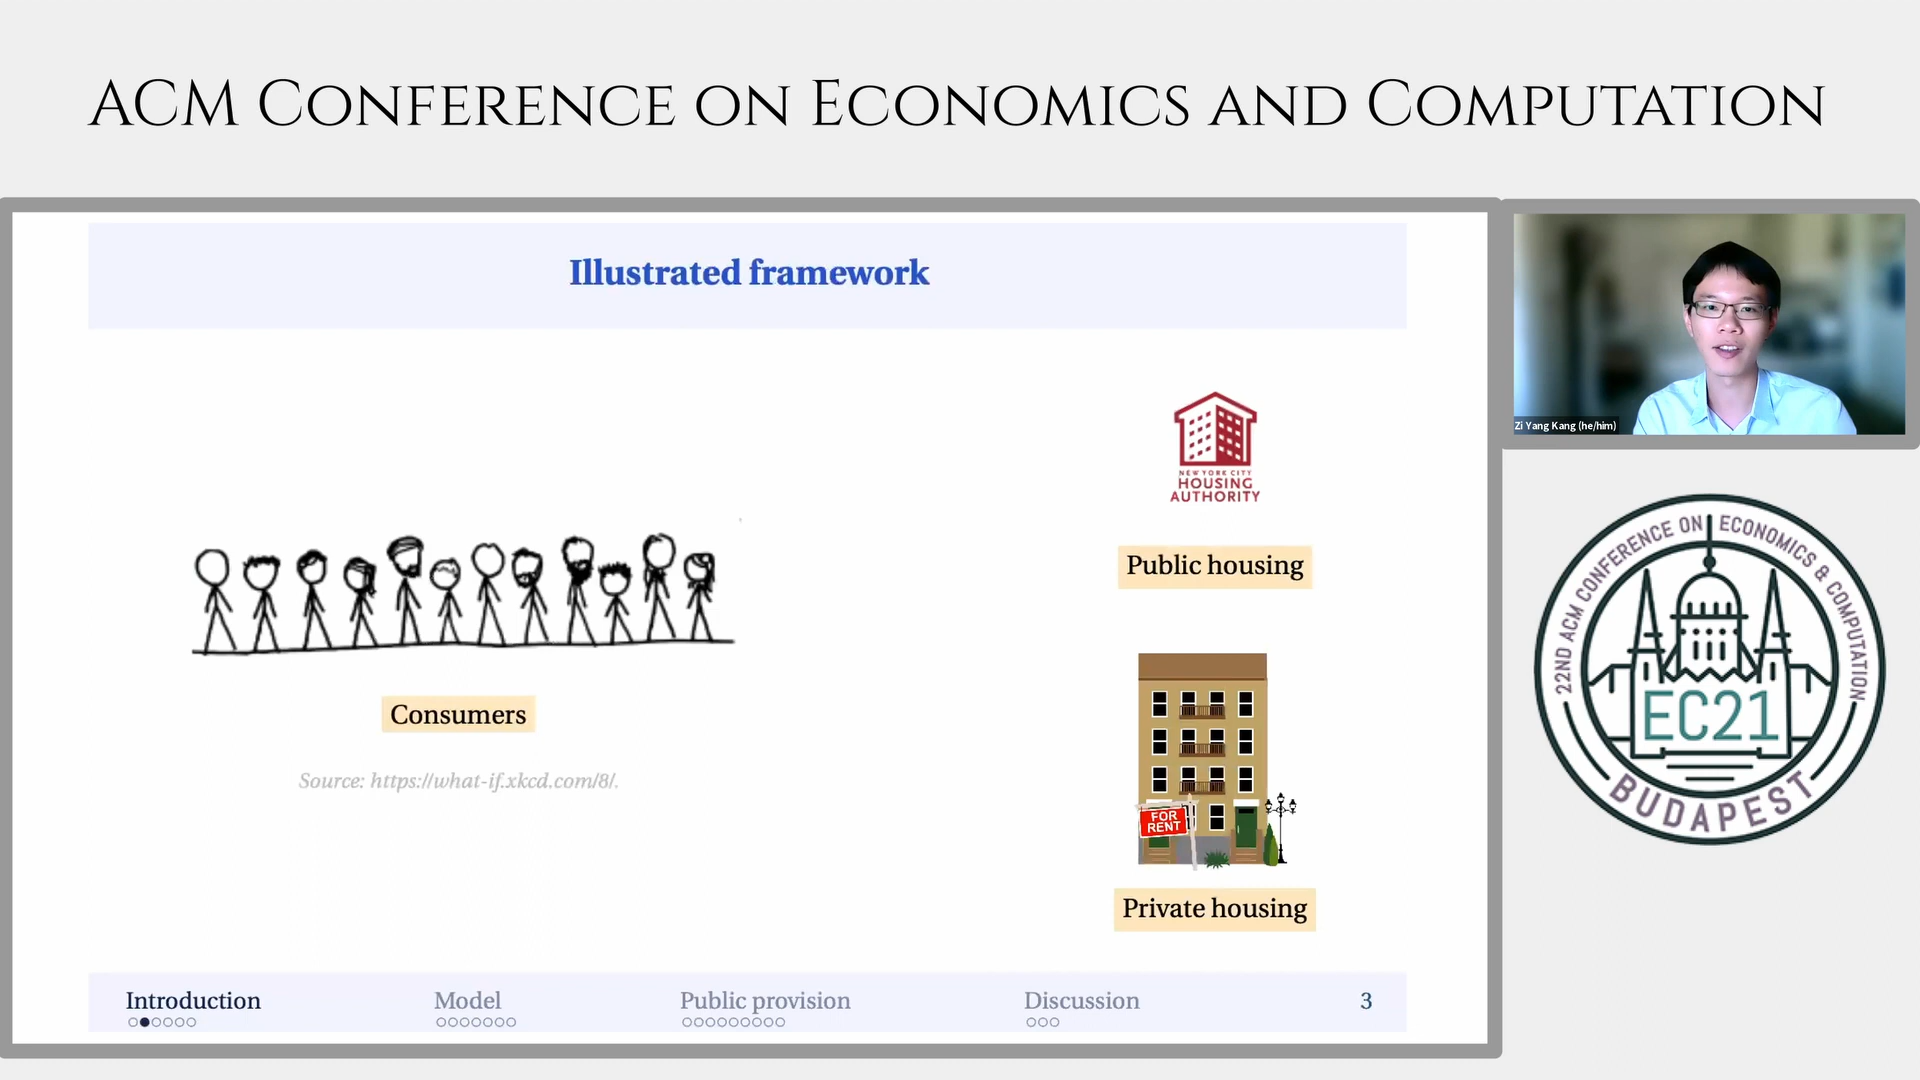 ACM Conference on Economics and Computation
Illustrated framework
NEW YORK CITY
HOUSING
AUTHORITY
Public housing
Consumers
Source: https://what-if.xkcd.com/8/.
FOR
RENT
Private housing
Introduction
Model
Public provision
Discussion
3
Zi Yang Kang (he/him)
22ND ACM CONFERENCE ON ECONOMICS & COMPUTATION
EC21
BUDAPEST